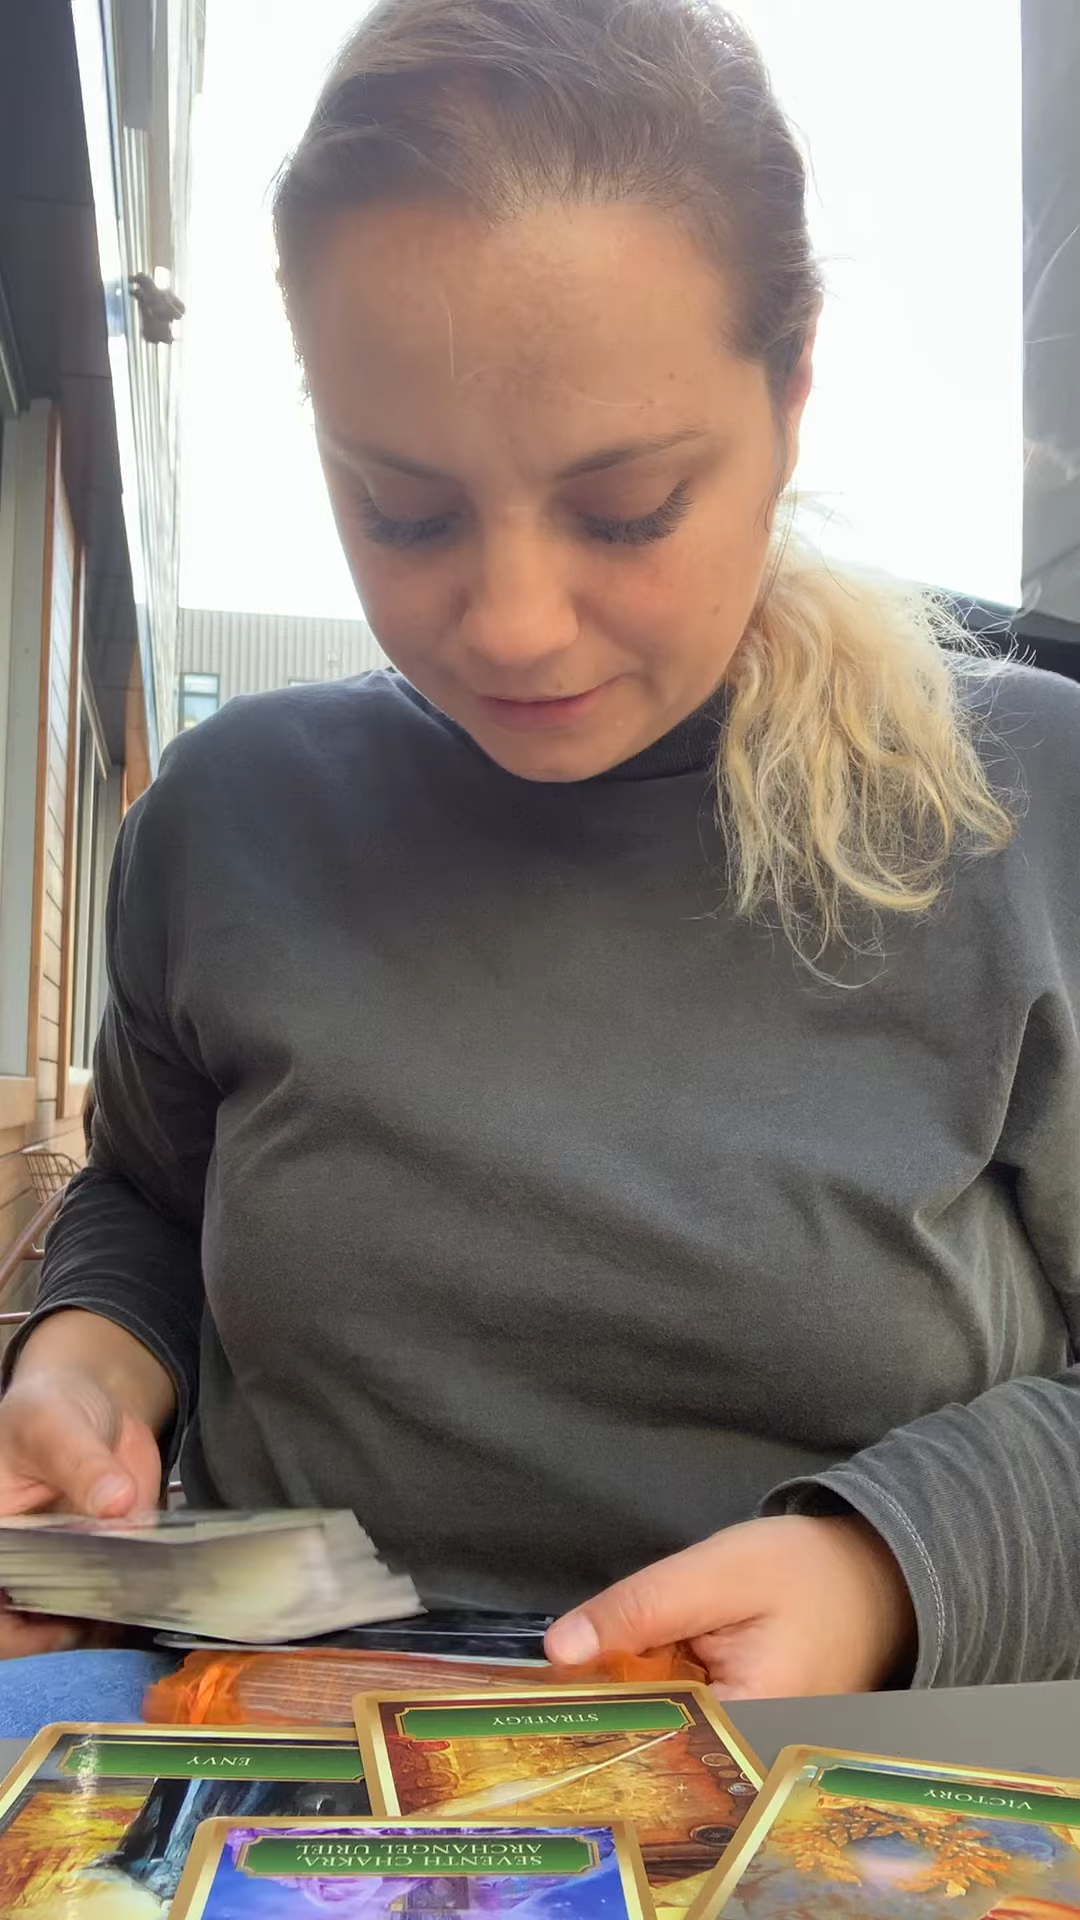 STRATEGY
ENVY
VICTORY
SEVENTH CHAKRA,
ARCHANGEL URIEL